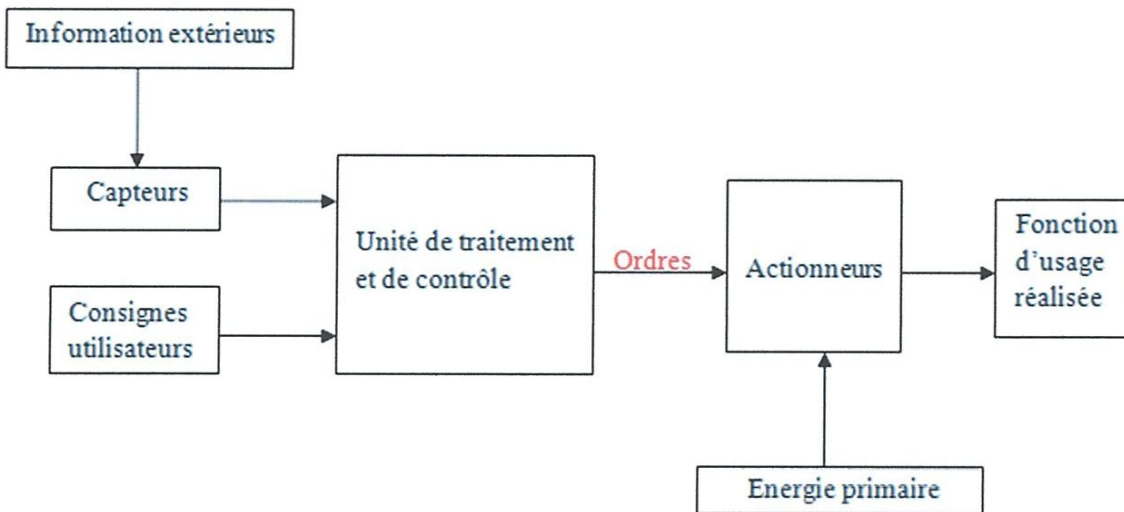 Information extérieurs
Capteurs
Consignes
utilisateurs
Unité de traitement
et de contrôle
Ordres
Actionneurs
Fonction
d'usage
réalisée
Energie primaire